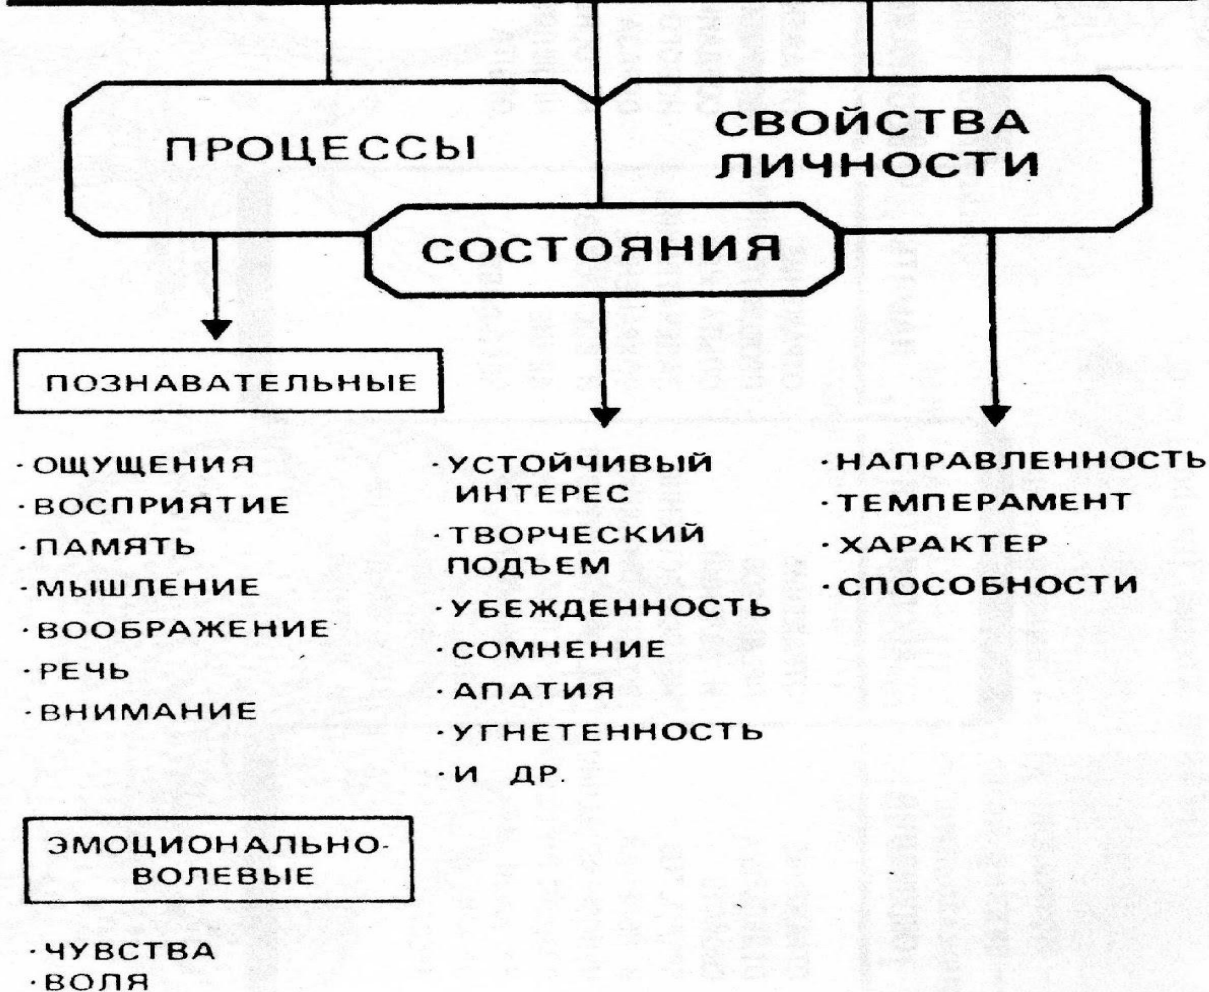 ПРОЦЕССЫ
СВОЙСТВА
ЛИЧНОСТИ
СОСТОЯНИЯ
ПОЗНАВАТЕЛЬНЫЕ
·ОЩУЩЕНИЯ
·ВОСПРИЯТИЕ
·ПАМЯТЬ
·МЫШЛЕНИЕ
·ВООБРАЖЕНИЕ
·РЕЧЬ
·ВНИМАНИЕ
ЭМОЦИОНАЛЬНО-
ВОЛЕВЫЕ
·ЧУВСТВА
·ВОЛЯ
·УСТОЙЧИВЫЙ
ИНТЕРЕС
·ТВОРЧЕСКИЙ
ПОДЪЕМ
·УБЕЖДЕННОСТЬ
·СОМНЕНИЕ
·АПАТИЯ
·УГНЕТЕННОСТЬ
·И ДР.
·НАПРАВЛЕННОСТЬ
·ТЕМПЕРАМЕНТ
·ХАРАКТЕР
·СПОСОБНОСТИ